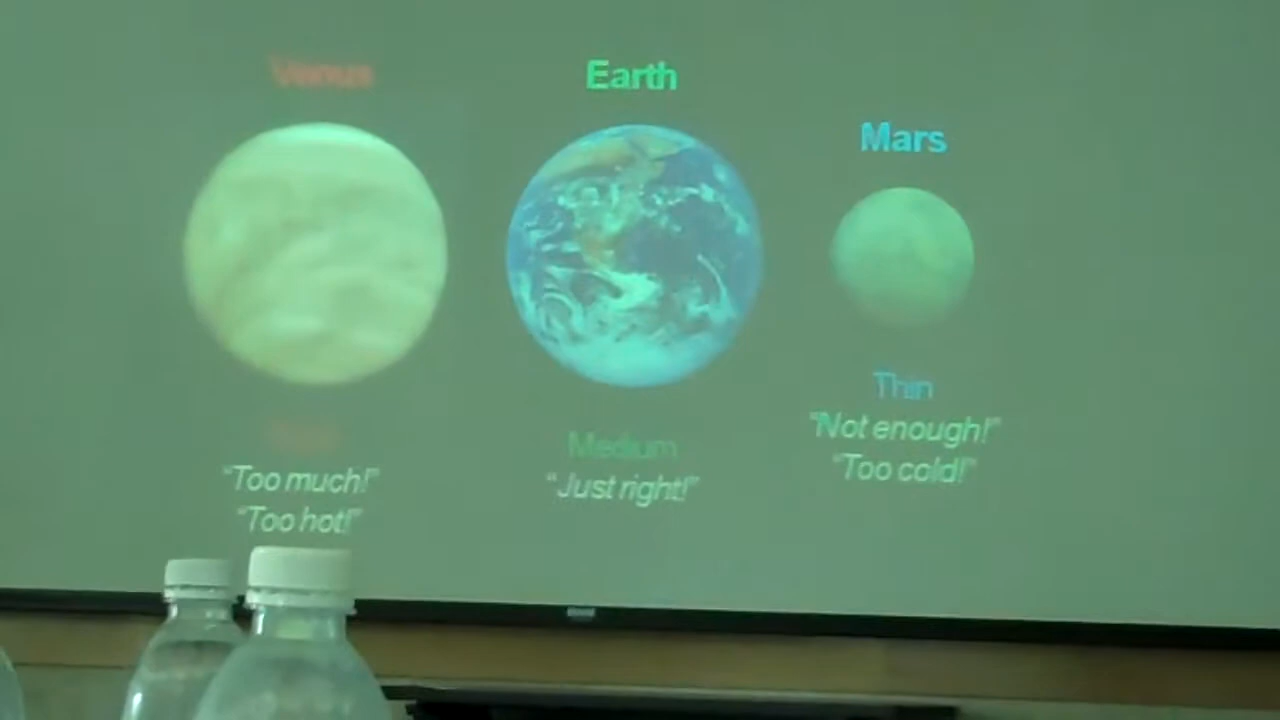 Venus
Earth
Mars
"Too much!"
"Too hot!"
Medium
"Just right!"
Thin
"Not enough!"
"Too cold!"